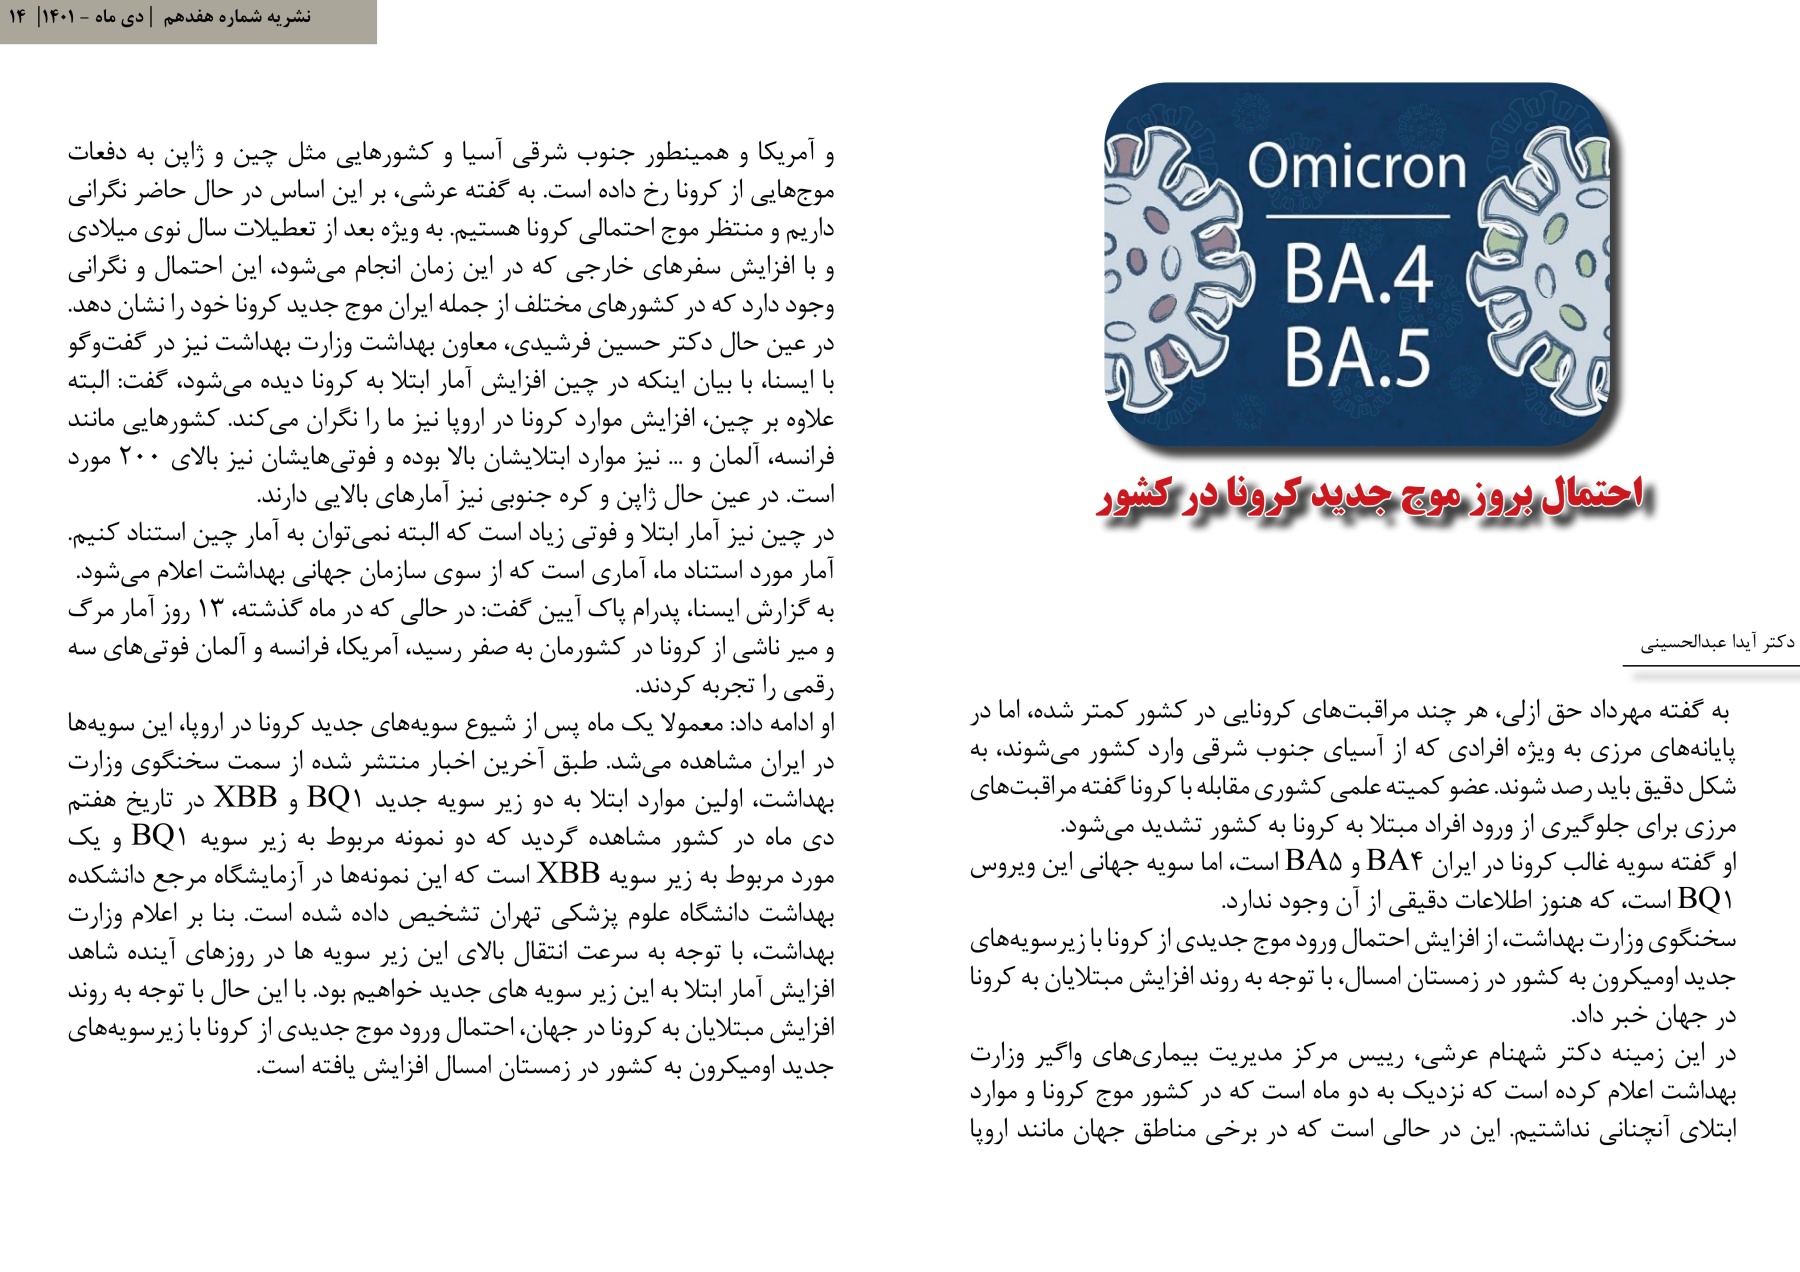 نشریه شماره هفدهم | دی ماه - ۱۴۰۱| ۱۴
Omicron
BA.4
BA.5
احتمال بروز موج جدید کرونا در کشور
دکتر آیدا عبدالحسینی
به گفته مهرداد حق ازلی، هر چند مراقبت‌های کرونایی در کشور کمتر شده، اما در
پایانه‌های مرزی به ویژه افرادی که از آسیای جنوب شرقی وارد کشور می‌شوند، به
شکل دقیق باید رصد شوند. عضو کمیته علمی کشوری مقابله با کرونا گفته مراقبت‌های
مرزی برای جلوگیری از ورود افراد مبتلا به کرونا به کشور تشدید می‌شود.
او گفته سویه غالب کرونا در ایران BA۴ و BA۵ است، اما سویه جهانی این ویروس
BQ۱ است، که هنوز اطلاعات دقیقی از آن وجود ندارد.
سخنگوی وزارت بهداشت، از افزایش احتمال ورود موج جدیدی از کرونا با زیرسویه‌های
جدید اومیکرون به کشور در زمستان امسال، با توجه به روند افزایش مبتلایان به کرونا
در جهان خبر داد.
در این زمینه دکتر شهنام عرشی، رییس مرکز مدیریت بیماری‌های واگیر وزارت
بهداشت اعلام کرده است که نزدیک به دو ماه است که در کشور موج کرونا و موارد
ابتلای آنچنانی نداشتیم. این در حالی است که در برخی مناطق جهان مانند اروپا
و آمریکا و همینطور جنوب شرقی آسیا و کشورهایی مثل چین و ژاپن به دفعات
موج‌هایی از کرونا رخ داده است. به گفته عرشی، بر این اساس در حال حاضر نگرانی
داریم و منتظر موج احتمالی کرونا هستیم. به ویژه بعد از تعطیلات سال نوی میلادی
و با افزایش سفرهای خارجی که در این زمان انجام می‌شود، این احتمال و نگرانی
وجود دارد که در کشورهای مختلف از جمله ایران موج جدید کرونا خود را نشان دهد.
در عین حال دکتر حسین فرشیدی، معاون بهداشت وزارت بهداشت نیز در گفت‌وگو
با ایسنا، با بیان اینکه در چین افزایش آمار ابتلا به کرونا دیده می‌شود، گفت: البته
علاوه بر چین، افزایش موارد کرونا در اروپا نیز ما را نگران می‌کند. کشورهایی مانند
فرانسه، آلمان و ... نیز موارد ابتلایشان بالا بوده و فوتی‌هایشان نیز بالای ۲۰۰ مورد
است. در عین حال ژاپن و کره جنوبی نیز آمارهای بالایی دارند.
در چین نیز آمار ابتلا و فوتی زیاد است که البته نمی‌توان به آمار چین استناد کنیم.
آمار مورد استناد ما، آماری است که از سوی سازمان جهانی بهداشت اعلام می‌شود.
به گزارش ایسنا، پدرام پاک آیین گفت: در حالی که در ماه گذشته، ۱۳ روز آمار مرگ
و میر ناشی از کرونا در کشورمان به صفر رسید، آمریکا، فرانسه و آلمان فوتی‌های سه
رقمی را تجربه کردند.
او ادامه داد: معمولا یک ماه پس از شیوع سویه‌های جدید کرونا در اروپا، این سویه‌ها
در ایران مشاهده می‌شد. طبق آخرین اخبار منتشر شده از سمت سخنگوی وزارت
بهداشت، اولین موارد ابتلا به دو زیر سویه جدید BQ۱ و XBB در تاریخ هفتم
دی ماه در کشور مشاهده گردید که دو نمونه مربوط به زیر سویه BQ۱ و یک
مورد مربوط به زیر سویه XBB است که این نمونه‌ها در آزمایشگاه مرجع دانشکده
بهداشت دانشگاه علوم پزشکی تهران تشخیص داده شده است. بنا بر اعلام وزارت
بهداشت، با توجه به سرعت انتقال بالای این زیر سویه ها در روزهای آینده شاهد
افزایش آمار ابتلا به این زیر سویه های جدید خواهیم بود. با این حال با توجه به روند
افزایش مبتلایان به کرونا در جهان، احتمال ورود موج جدیدی از کرونا با زیرسویه‌های
جدید اومیکرون به کشور در زمستان امسال افزایش یافته است.